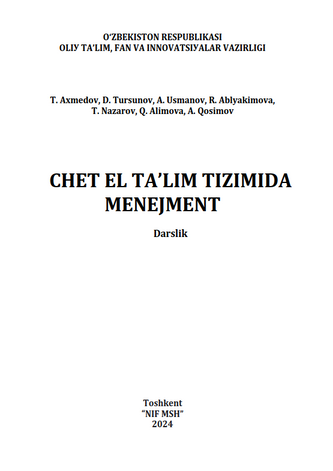 O‘ZBEKISTON RESPUBLIKASI
OLIY TA’LIM, FAN VA INNOVATSIYALAR VAZIRLIGI
T. Axmedov, D. Tursunov, A. Usmanov, R. Ablyakimova,
T. Nazarov, Q. Alimova, A. Qosimov
CHET EL TA’LIM TIZIMIDA
MENEJMENT
Darslik
Toshkent
“NIF MSH”
2024